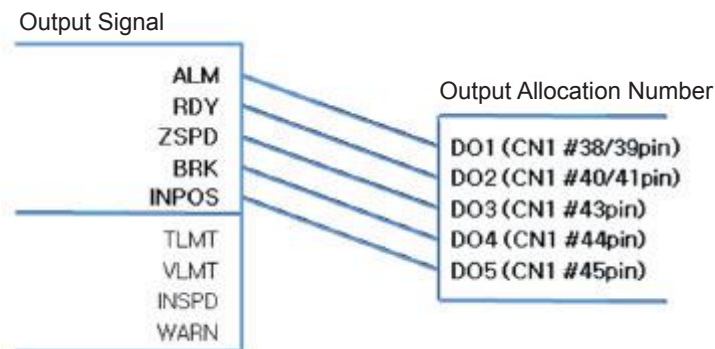 Output Signal
ALM
RDY
ZSPD
BRK
INPOS
TLMT
VLMT
INSPD
WARN
Output Allocation Number
DO1 (CN1 #38/39pin)
DO2 (CN1 #40/41pin)
DO3 (CN1 #43pin)
DO4 (CN1 #44pin)
DO5 (CN1 #45pin)